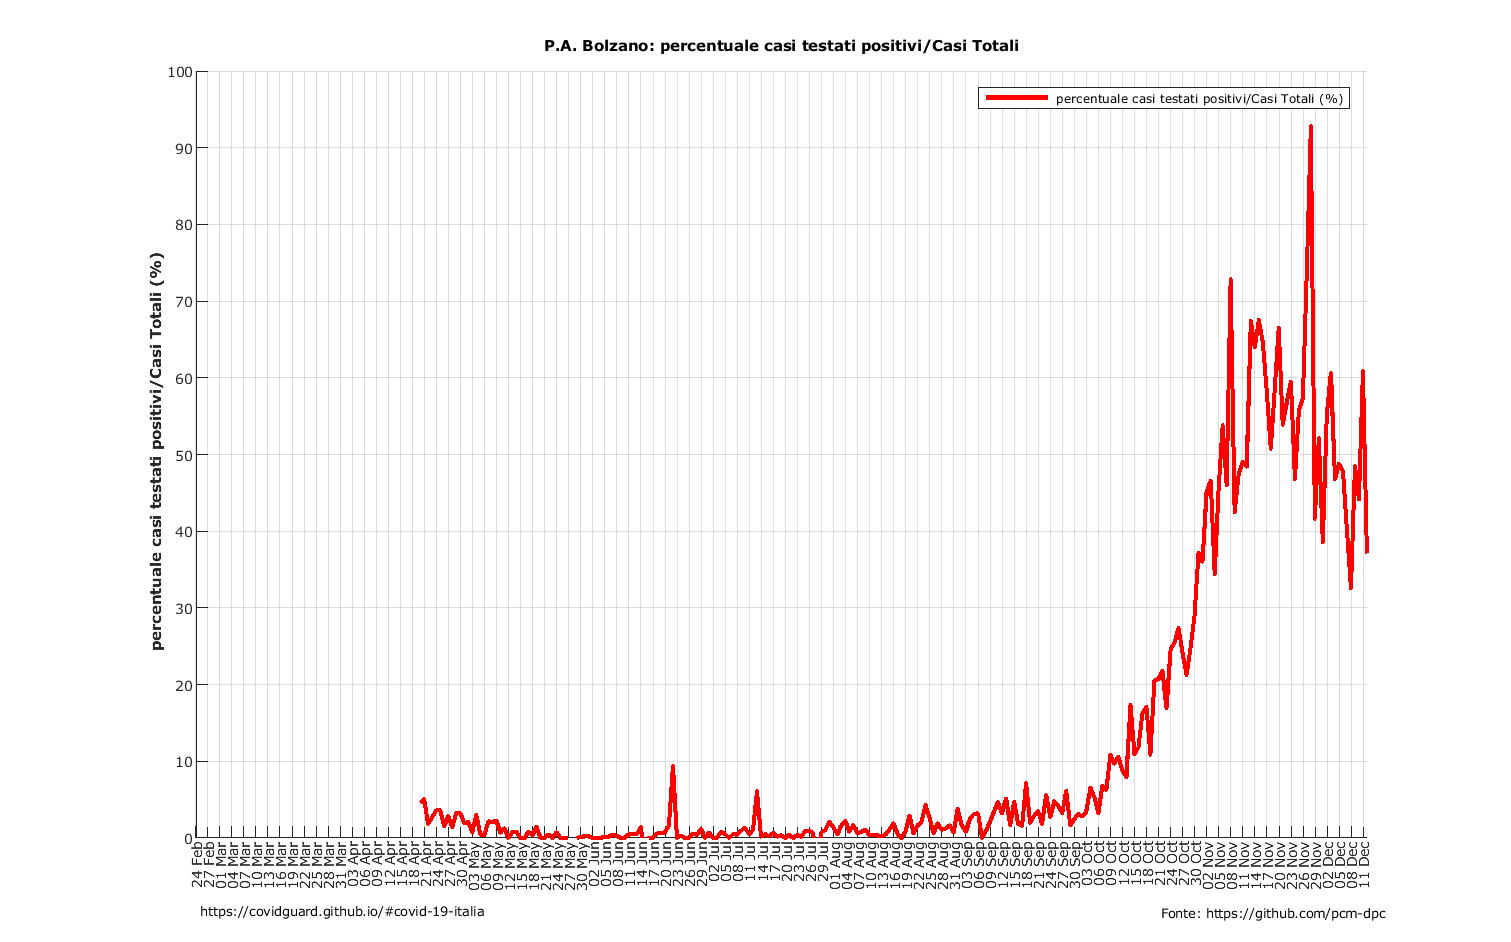 P.A. Bolzano: percentuale casi testati positivi/Casi Totali
percentuale casi testati positivi/Casi Totali (%)
percentuale casi testati positivi/Casi Totali (%)
100
90
80
70
60
50
40
30
20
10
0
24 Feb
27 Feb
01 Mar
04 Mar
07 Mar
10 Mar
13 Mar
16 Mar
19 Mar
22 Mar
25 Mar
28 Mar
31 Mar
03 Apr
06 Apr
09 Apr
12 Apr
15 Apr
18 Apr
21 Apr
24 Apr
27 Apr
30 Apr
03 May
06 May
09 May
12 May
15 May
18 May
21 May
24 May
27 May
30 May
02 Jun
05 Jun
08 Jun
11 Jun
14 Jun
17 Jun
20 Jun
23 Jun
26 Jun
29 Jun
02 Jul
05 Jul
08 Jul
11 Jul
14 Jul
17 Jul
20 Jul
23 Jul
26 Jul
29 Jul
01 Aug
04 Aug
07 Aug
10 Aug
13 Aug
16 Aug
19 Aug
22 Aug
25 Aug
28 Aug
31 Aug
03 Sep
06 Sep
09 Sep
12 Sep
15 Sep
18 Sep
21 Sep
24 Sep
27 Sep
30 Sep
03 Oct
06 Oct
09 Oct
12 Oct
15 Oct
18 Oct
21 Oct
24 Oct
27 Oct
30 Oct
02 Nov
05 Nov
08 Nov
11 Nov
14 Nov
17 Nov
20 Nov
23 Nov
26 Nov
29 Nov
02 Dec
05 Dec
08 Dec
11 Dec
https://covidguard.github.io/#covid-19-italia
Fonte: https://github.com/pcm-dpc